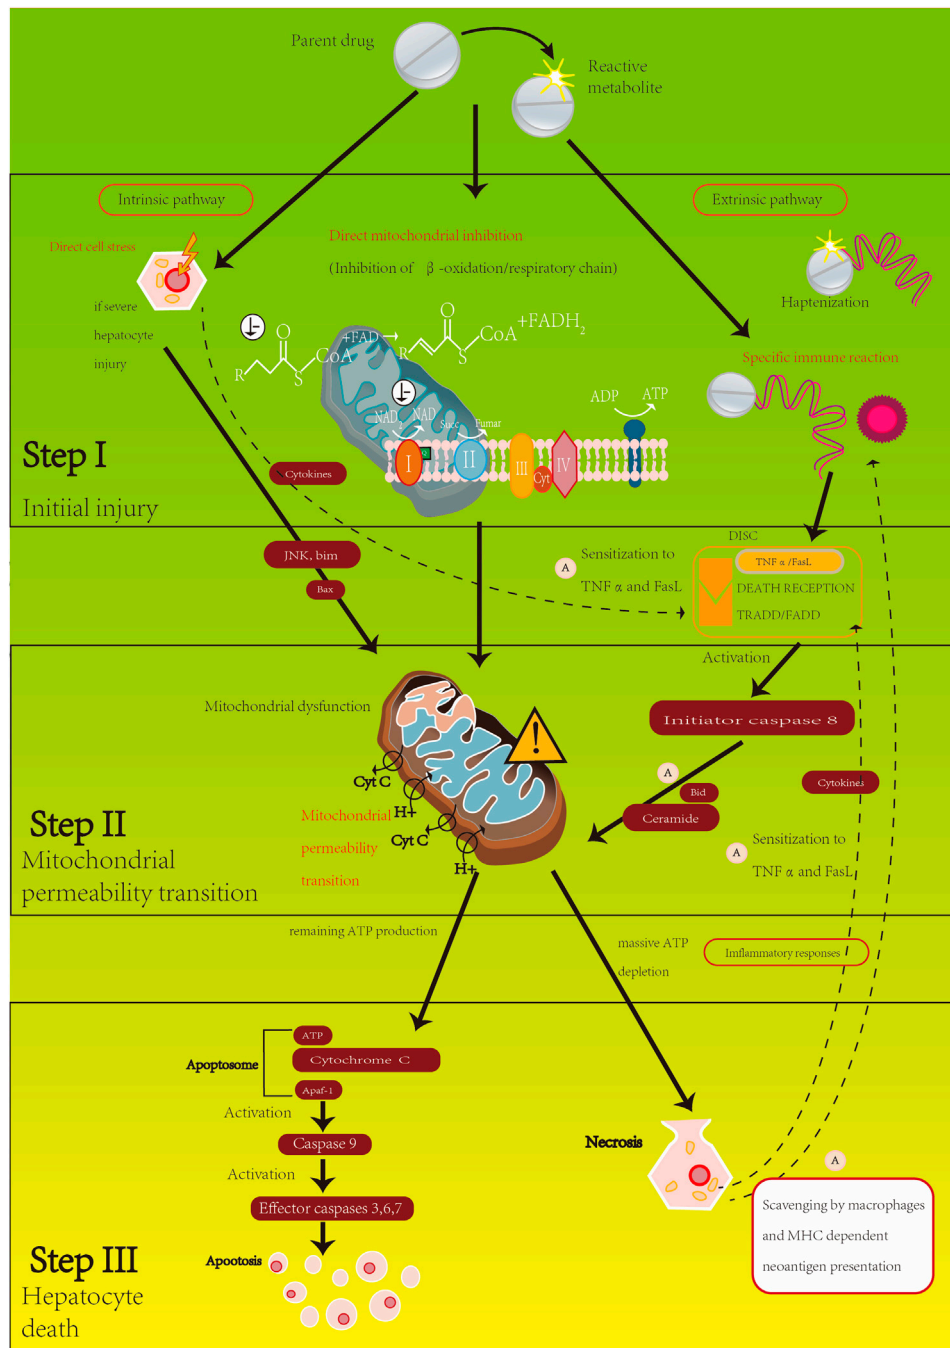 Parent drug
Reactive
metabolite
Intrinsic pathway
Extrinsic pathway
Direct cell stress
Direct mitochondrial inhibition
(Inhibition of β-oxidation/respiratory chain)
Haptenization
if severe
hepatocyte
injury
O
R
S
CoA
+FAD
O
R
S
CoA
+FADH2
Specific immune reaction
NAD2
NAD
Succ
Fumar
ADP
ATP
I
Q
II
III
Cyt
IV
Step I
Initiial injury
Cytokines
JNK, bim
Bax
A
Sensitization to
TNF α and FasL
DISC
TNF α /FasL
DEATH RECEPTION
TRADD/FADD
Activation
Mitochondrial dysfunction
Initiator caspase 8
!
Cyt C
H+
Cyt C
H+
Mitochondrial
permeability
transition
A
Bid
Ceramide
Cytokines
A
Sensitization to
TNF α and FasL
Step II
Mitochondrial
permeability transition
remaining ATP production
massive ATP
depletion
Imflammatory responses
Apoptosome
ATP
Cytochrome C
Apaf-1
Activation
Caspase 9
Activation
Effector caspases 3,6,7
Apootosis
Necrosis
A
Scavenging by macrophages
and MHC dependent
neoantigen presentation
Step III
Hepatocyte
death